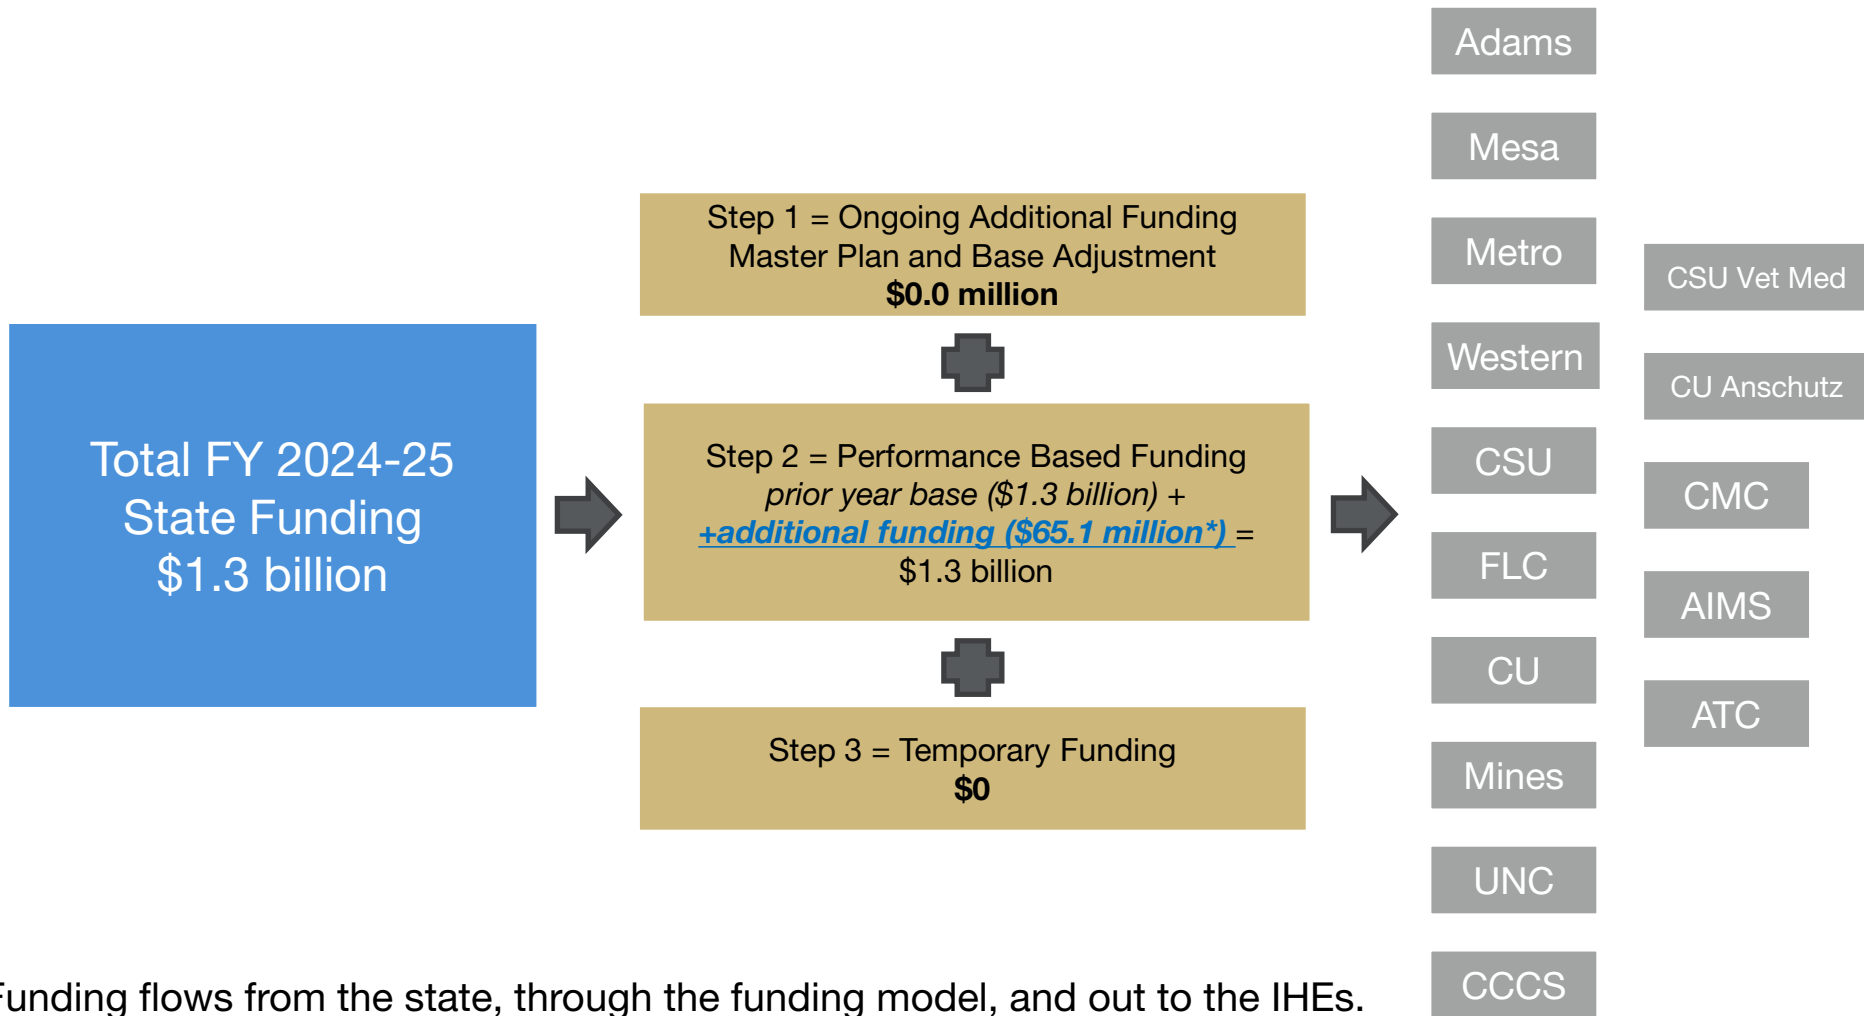 Total FY 2024-25
State Funding
$1.3 billion
Step 1 = Ongoing Additional Funding
Master Plan and Base Adjustment
$0.0 million
Step 2 = Performance Based Funding
prior year base ($1.3 billion) +
+additional funding ($65.1 million*) =
$1.3 billion
Step 3 = Temporary Funding
$0
Adams
Mesa
Metro
Western
CSU
FLC
CU
Mines
UNC
CCCS
CSU Vet Med
CU Anschutz
CMC
AIMS
ATC
Funding flows from the state, through the funding model, and out to the IHEs.